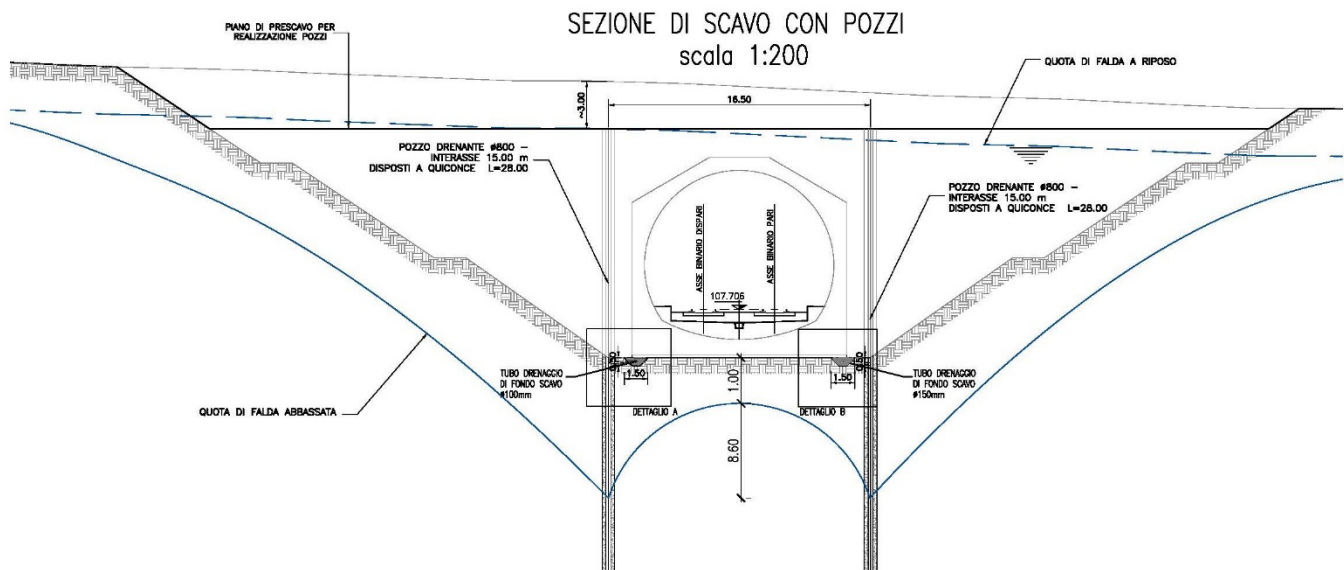 SEZIONE DI SCAVO CON POZZI
scala 1:200
PIANO DI PRESCAVO PER
REALIZZAZIONE POZZI
QUOTA DI FALDA A RIPOSO
~3.00
16.50
POZZO DRENANTE ø800 –
INTERASSE 15.00 m
DISPOSTI A QUICONCE L=28.00
POZZO DRENANTE ø800 –
INTERASSE 15.00 m
DISPOSTI A QUICONCE L=28.00
ASSE BINARIO DISPARI
ASSE BINARIO PARI
107.706
0.50
0.50
TUBO DRENAGGIO
DI FONDO SCAVO
ø100mm
1.50
1.00
1.50
TUBO DRENAGGIO
DI FONDO SCAVO
ø150mm
QUOTA DI FALDA ABBASSATA
DETTAGLIO A
DETTAGLIO B
8.60